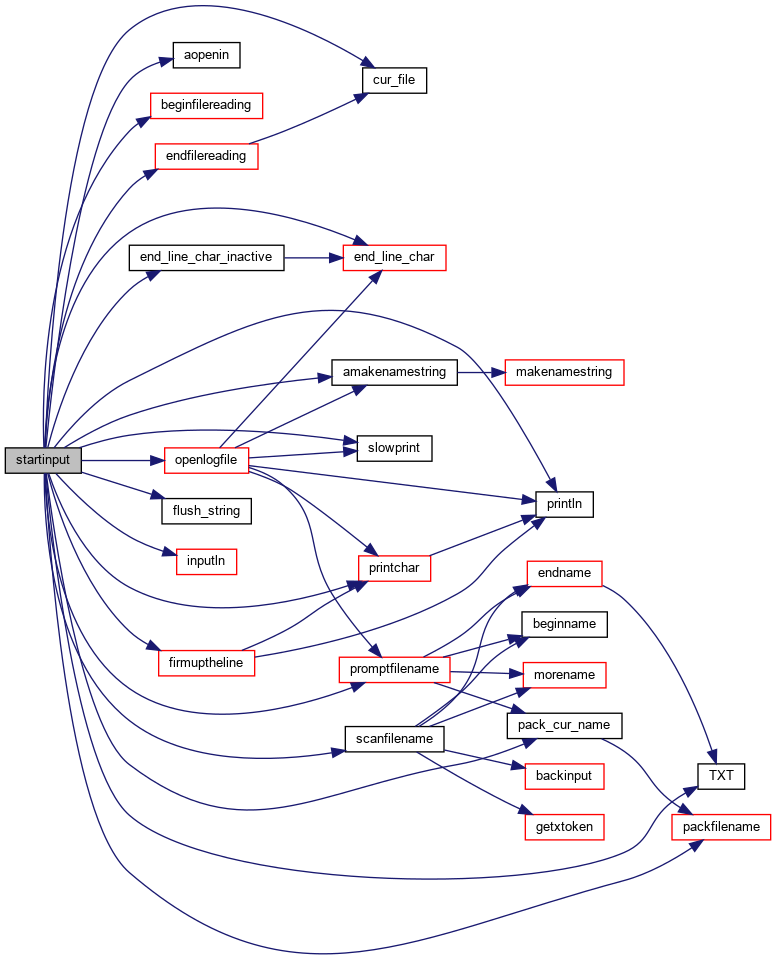 cur_file
aopenin
beginfilereading
endfilereading
end_line_char_inactive
end_line_char
amakenamestring
makenamestring
slowprint
startinput
openlogfile
println
flush_string
inputln
printchar
endname
beginname
firmuptheline
promptfilename
morename
pack_cur_name
scanfilename
backinput
TXT
getxtoken
packfilename